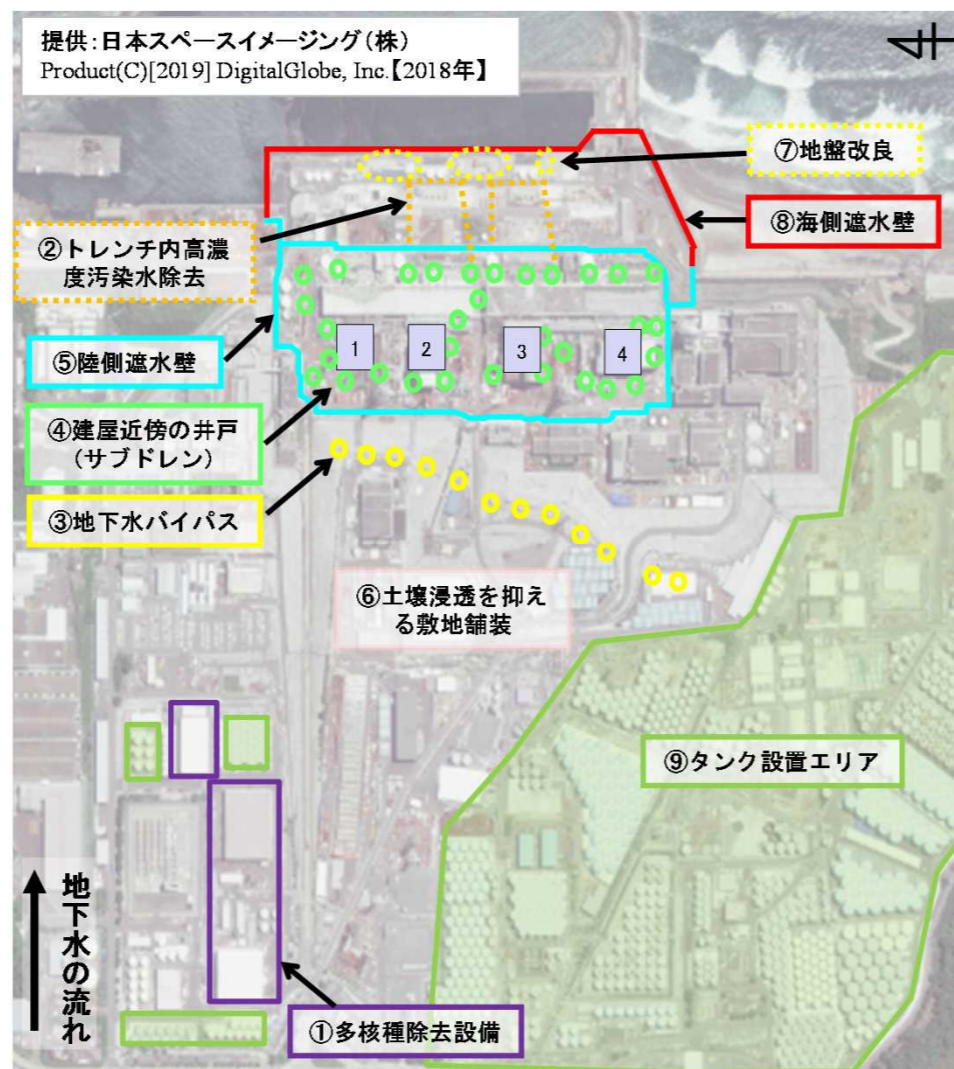 提供：日本スペースイメージング（株）
Product(C)[2019] DigitalGlobe, Inc.【2018年】
⑦地盤改良
⑧海側遮水壁
②トレンチ内高濃
度汚染水除去
⑤陸側遮水壁
1
2
3
4
④建屋近傍の井戸
（サブドレン）
③地下水バイパス
⑥土壌浸透を抑え
る敷地舗装
⑨タンク設置エリア
地下水の流れ
①多核種除去設備